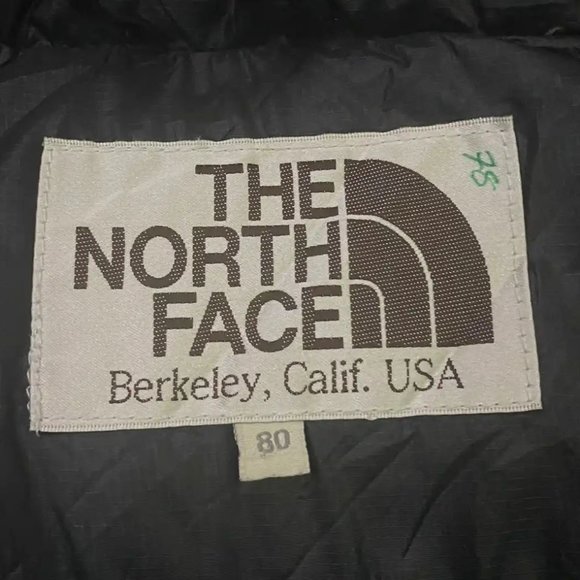 THE
NORTH
FACE
Berkeley, Calif. USA
80